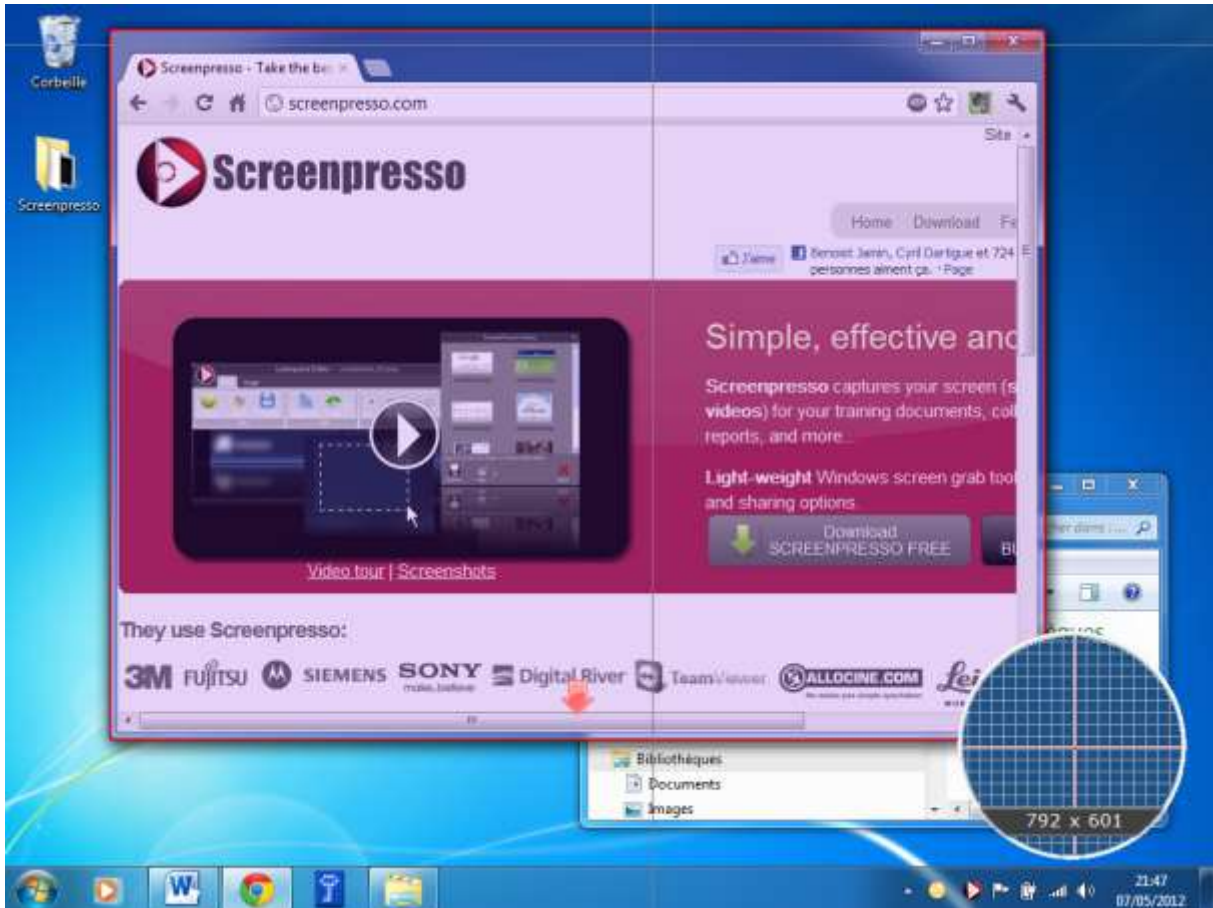 Corbeille
Screenpresso
Screenpresso - Take the be
screenpresso.com
Site
Screenpresso
Home Download Fe
J'aime
Benoit Jamin, Cyril Dartigue et 724
personnes aiment ça. · Page
E
Simple, effective and
Screenpresso captures your screen (s
videos) for your training documents, col
reports, and more...
Light-weight Windows screen grab tool
and sharing options.
Download
SCREENPRESSO FREE
BU
Video tour | Screenshots
They use Screenpresso:
3M FUJITSU SIEMENS SONY Digital River TeamViewer ALLOCINE.COM Lei
make.believe
Bibliothèques
Documents
Images
792 x 601
21:47
07/05/2012